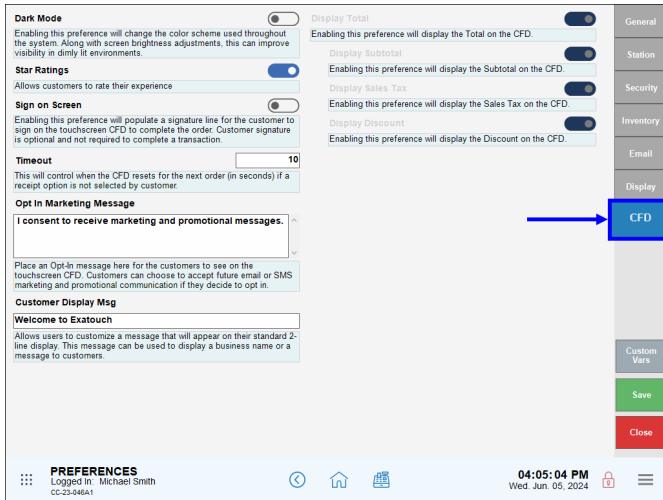 Dark Mode
Enabling this preference will change the color scheme used throughout
the system. Along with screen brightness adjustments, this can improve
visibility in dimly lit environments.
Star Ratings
Allows customers to rate their experience
Sign on Screen
Enabling this preference will populate a signature line for the customer to
sign on the touchscreen CFD to complete the order. Customer signature
is optional and not required to complete a transaction.
Timeout
10
This will control when the CFD resets for the next order (in seconds) if a
receipt option is not selected by customer.
Opt In Marketing Message
I consent to receive marketing and promotional messages.
Place an Opt-In message here for the customers to see on the
touchscreen CFD. Customers can choose to accept future email or SMS
marketing and promotional communication if they decide to opt in.
Customer Display Msg
Welcome to Exatouch
Allows users to customize a message that will appear on their standard 2-
line display. This message can be used to display a business name or a
message to customers.
Display Total
Enabling this preference will display the Total on the CFD.
Display Subtotal
Enabling this preference will display the Subtotal on the CFD.
Display Sales Tax
Enabling this preference will display the Sales Tax on the CFD.
Display Discount
Enabling this preference will display the Discount on the CFD.
General
Station
Security
Inventory
Email
Display
CFD
Custom
Vars
Save
Close
PREFERENCES
Logged In: Michael Smith
CC-23-046A1
04:05:04 PM
Wed. Jun. 05, 2024